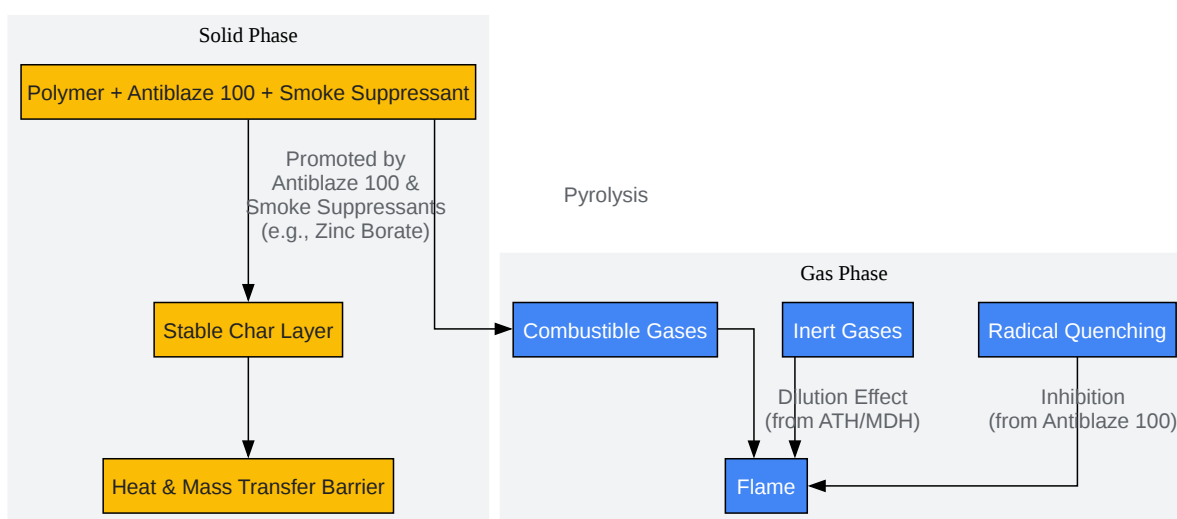 Solid Phase
Polymer + Antiblaze 100 + Smoke Suppressant
Promoted by
Antiblaze 100 &
Smoke Suppressants
(e.g., Zinc Borate)
Pyrolysis
Gas Phase
Stable Char Layer
Combustible Gases
Inert Gases
Radical Quenching
Dilution Effect
(from ATH/MDH)
Inhibition
(from Antiblaze 100)
Heat & Mass Transfer Barrier
Flame